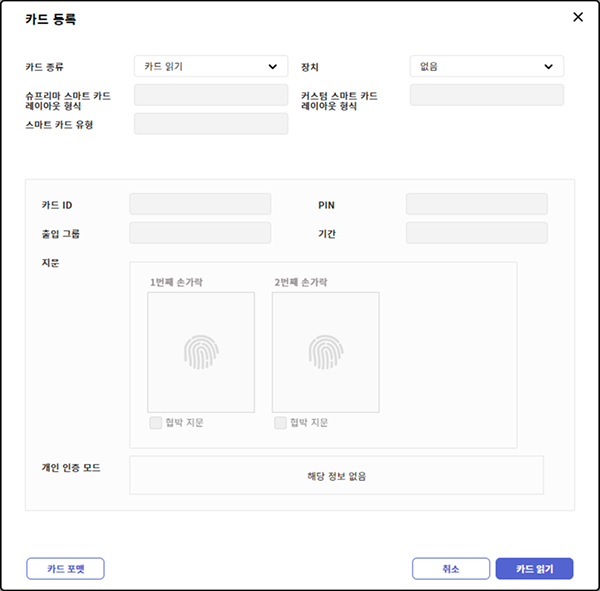 카드 등록
카드 종류
카드 읽기
장치
없음
슈프리마 스마트 카드
레이아웃 형식
커스텀 스마트 카드
레이아웃 형식
스마트 카드 유형
카드 ID
PIN
출입 그룹
기간
지문
1번째 손가락
2번째 손가락
협박 지문
협박 지문
개인 인증 모드
해당 정보 없음
카드 포맷
취소
카드 읽기